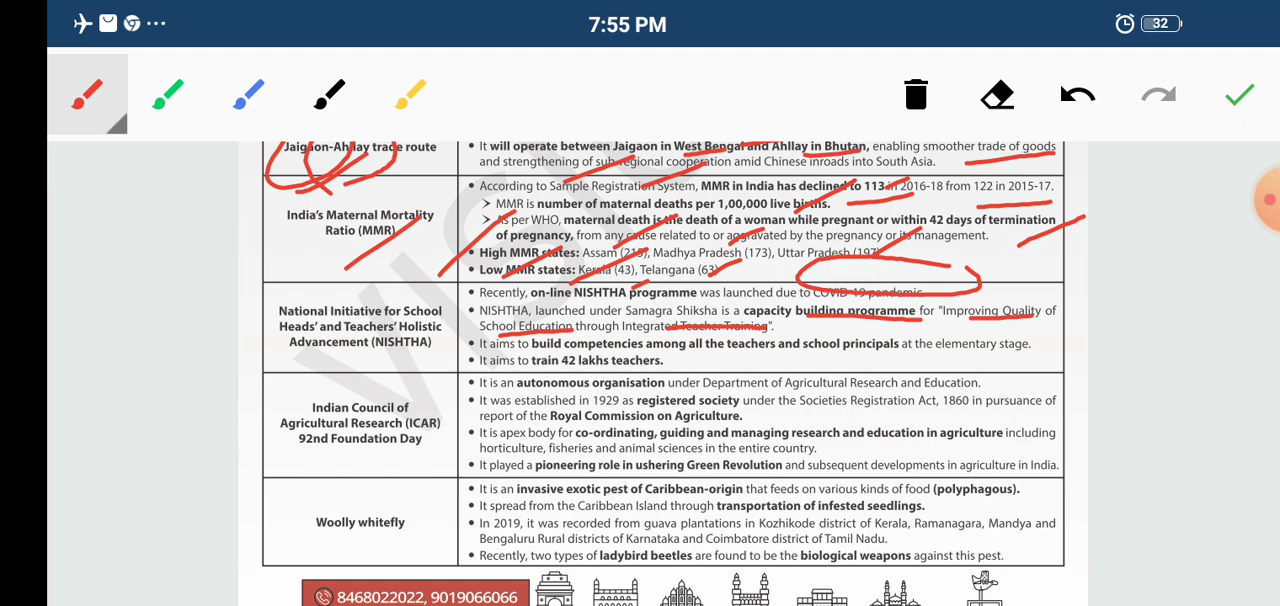 7:55 PM
32
Jaigaon-Ahllay trade route
• It will operate between Jaigaon in West Bengal and Ahllay in Bhutan, enabling smoother trade of goods
and strengthening of sub-regional cooperation amid Chinese inroads into South Asia.
India's Maternal Mortality
Ratio (MMR)
• According to Sample Registration System, MMR in India has declined to 113 in 2016-18 from 122 in 2015-17.
➢ MMR is number of maternal deaths per 1,00,000 live births.
➢ As per WHO, maternal death is the death of a woman while pregnant or within 42 days of termination
of pregnancy, from any cause related to or aggravated by the pregnancy or its management.
• High MMR states: Assam (215), Madhya Pradesh (173), Uttar Pradesh (197)
• Low MMR states: Kerala (43), Telangana (63)
National Initiative for School
Heads' and Teachers' Holistic
Advancement (NISHTHA)
• Recently, on-line NISHTHA programme was launched due to COVID-19 pandemic.
• NISHTHA, launched under Samagra Shiksha is a capacity building programme for "Improving Quality of
School Education through Integrated Teacher Training".
• It aims to build competencies among all the teachers and school principals at the elementary stage.
• It aims to train 42 lakhs teachers.
Indian Council of
Agricultural Research (ICAR)
92nd Foundation Day
• It is an autonomous organisation under Department of Agricultural Research and Education.
• It was established in 1929 as registered society under the Societies Registration Act, 1860 in pursuance of
report of the Royal Commission on Agriculture.
• It is apex body for co-ordinating, guiding and managing research and education in agriculture including
horticulture, fisheries and animal sciences in the entire country.
• It played a pioneering role in ushering Green Revolution and subsequent developments in agriculture in India.
Woolly whitefly
• It is an invasive exotic pest of Caribbean-origin that feeds on various kinds of food (polyphagous).
• It spread from the Caribbean Island through transportation of infested seedlings.
• In 2019, it was recorded from guava plantations in Kozhikode district of Kerala, Ramanagara, Mandya and
Bengaluru Rural districts of Karnataka and Coimbatore district of Tamil Nadu.
• Recently, two types of ladybird beetles are found to be the biological weapons against this pest.
8468022022, 9019066066